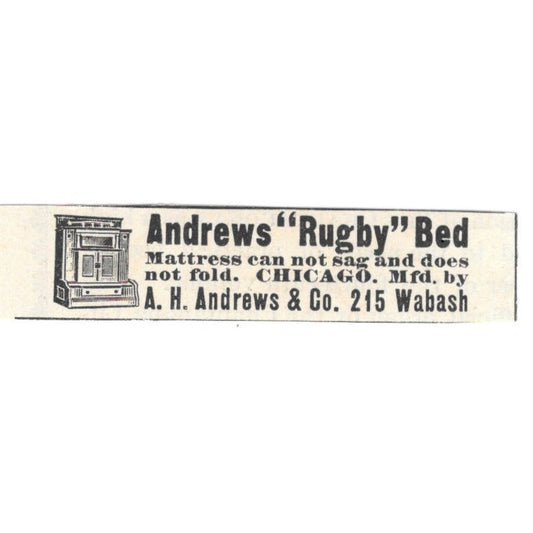 Andrews "Rugby" Bed
Mattress can not sag and does
not fold. CHICAGO. Mfd. by
A. H. Andrews & Co. 215 Wabash